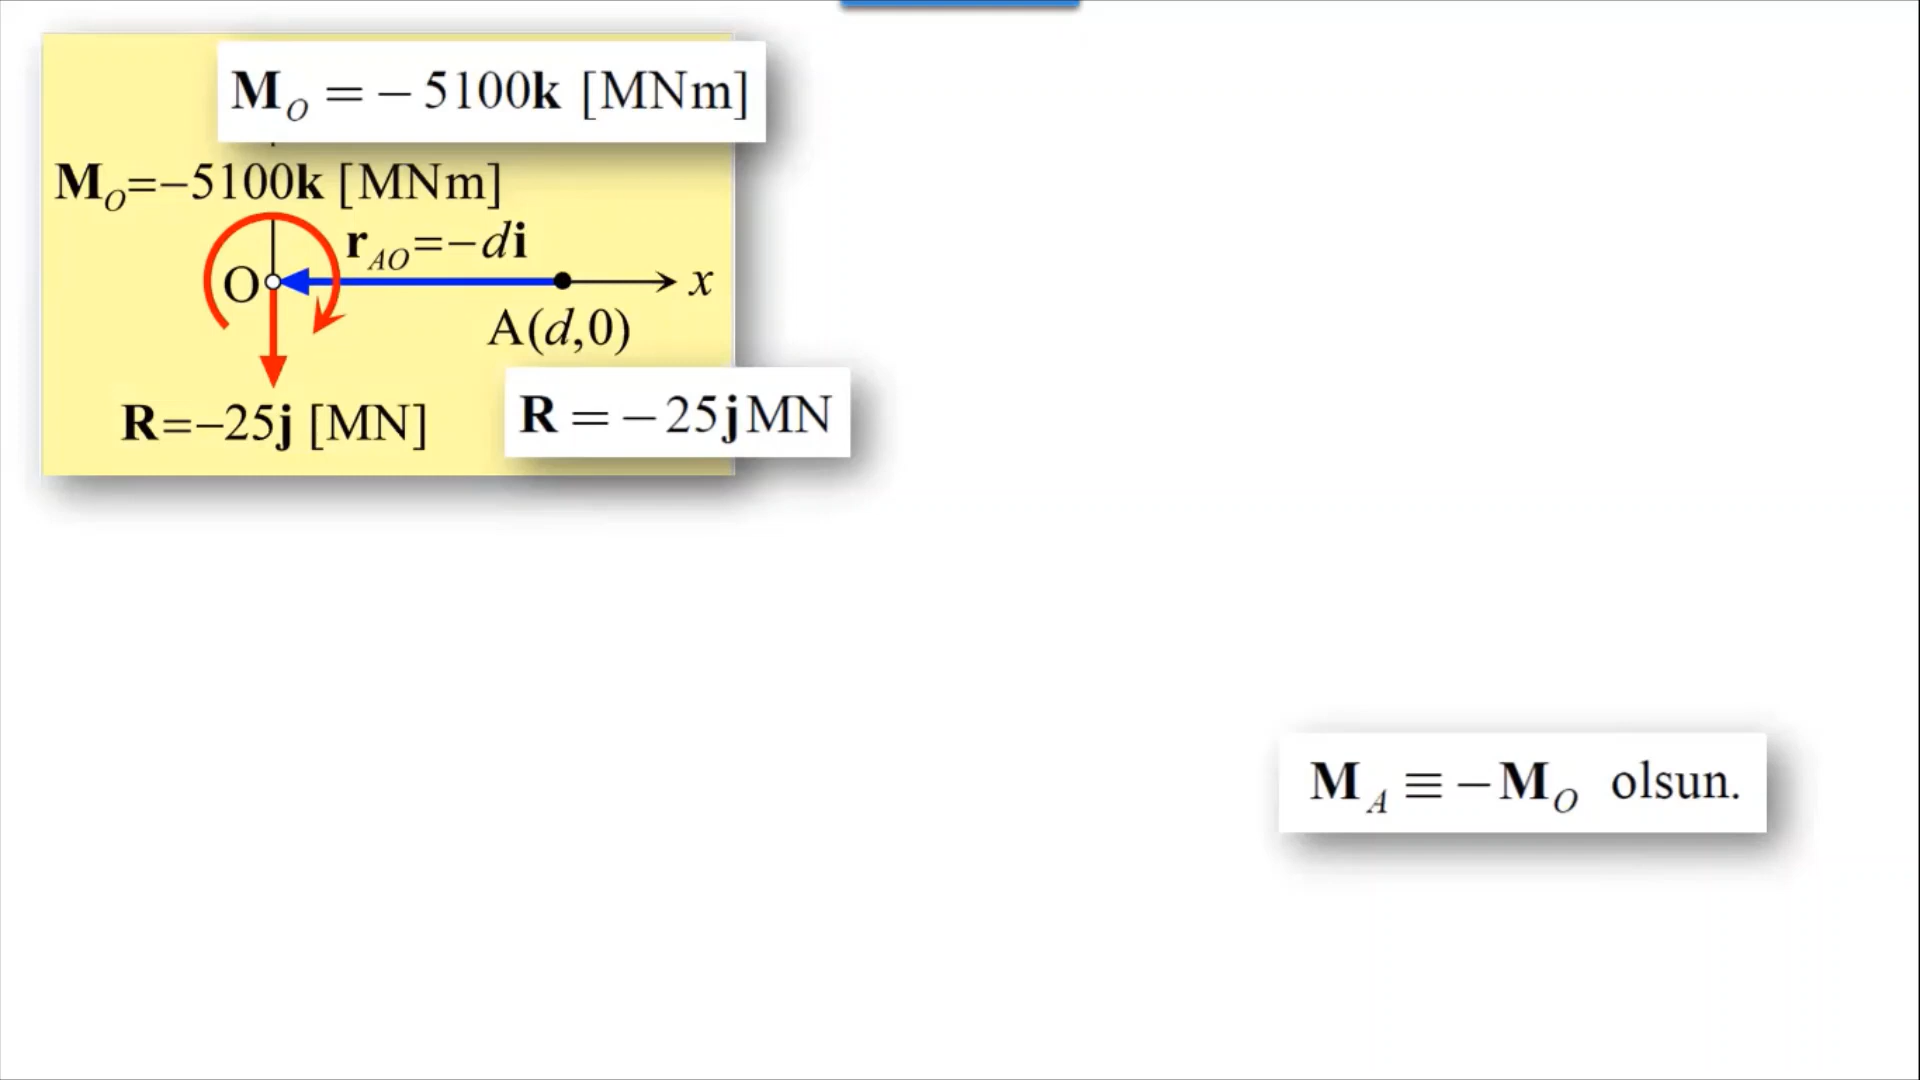 M_O = − 5100k [MNm]
M_O=−5100k [MNm]
r_AO=−di
O
x
A(d,0)
R=−25j [MN]
R = − 25j MN
M_A ≡ −M_O olsun.